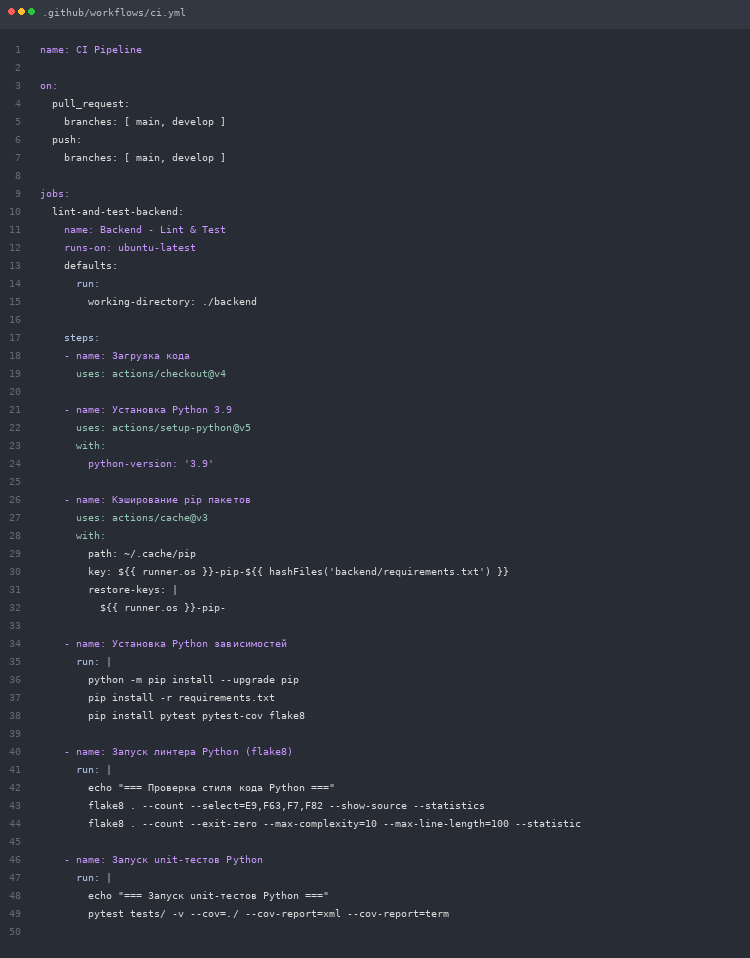 .github/workflows/ci.yml
1 name: CI Pipeline
2
3 on:
4 pull_request:
5 branches: [ main, develop ]
6 push:
7 branches: [ main, develop ]
8
9 jobs:
10 lint-and-test-backend:
11 name: Backend - Lint & Test
12 runs-on: ubuntu-latest
13 defaults:
14 run:
15 working-directory: ./backend
16
17 steps:
18 - name: Загрузка кода
19 uses: actions/checkout@v4
20
21 - name: Установка Python 3.9
22 uses: actions/setup-python@v5
23 with:
24 python-version: '3.9'
25
26 - name: Кэширование pip пакетов
27 uses: actions/cache@v3
28 with:
29 path: ~/.cache/pip
30 key: ${{ runner.os }}-pip-${{ hashFiles('backend/requirements.txt') }}
31 restore-keys: |
32 ${{ runner.os }}-pip-
33
34 - name: Установка Python зависимостей
35 run: |
36 python -m pip install --upgrade pip
37 pip install -r requirements.txt
38 pip install pytest pytest-cov flake8
39
40 - name: Запуск линтера Python (flake8)
41 run: |
42 echo "=== Проверка стиля кода Python ==="
43 flake8 . --count --select=E9,F63,F7,F82 --show-source --statistics
44 flake8 . --count --exit-zero --max-complexity=10 --max-line-length=100 --statistic
45
46 - name: Запуск unit-тестов Python
47 run: |
48 echo "=== Запуск unit-тестов Python ==="
49 pytest tests/ -v --cov=./ --cov-report=xml --cov-report=term
50